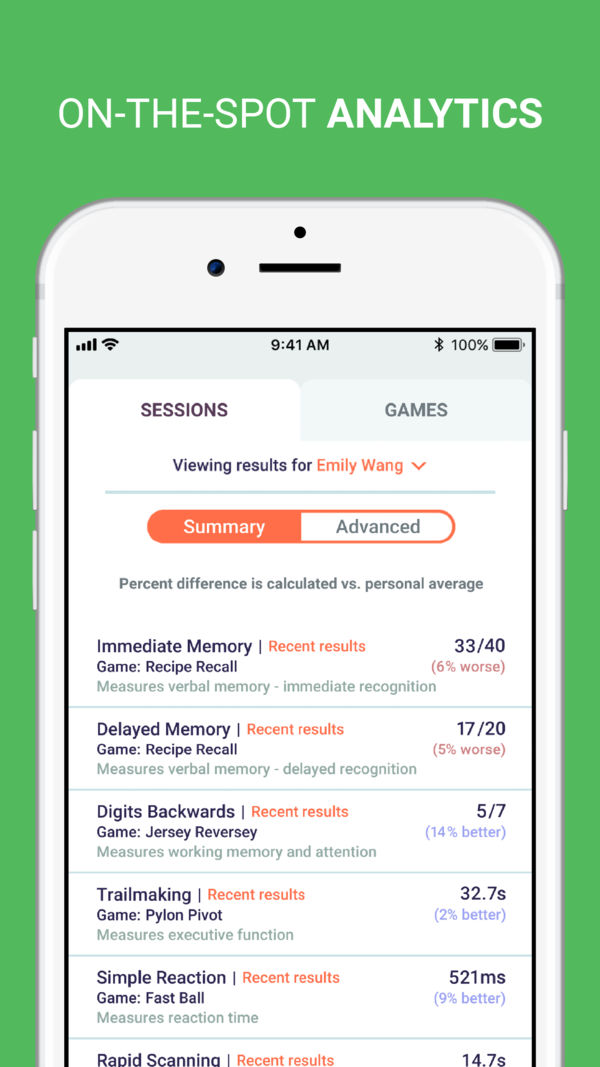 ON-THE-SPOT ANALYTICS
9:41 AM 100%
SESSIONS GAMES
Viewing results for Emily Wang
Summary Advanced
Percent difference is calculated vs. personal average
Immediate Memory | Recent results 33/40
Game: Recipe Recall (6% worse)
Measures verbal memory - immediate recognition
Delayed Memory | Recent results 17/20
Game: Recipe Recall (5% worse)
Measures verbal memory - delayed recognition
Digits Backwards | Recent results 5/7
Game: Jersey Reversey (14% better)
Measures working memory and attention
Trailmaking | Recent results 32.7s
Game: Pylon Pivot (2% better)
Measures executive function
Simple Reaction | Recent results 521ms
Game: Fast Ball (9% better)
Measures reaction time
Rapid Scanning | Recent results 14.7s